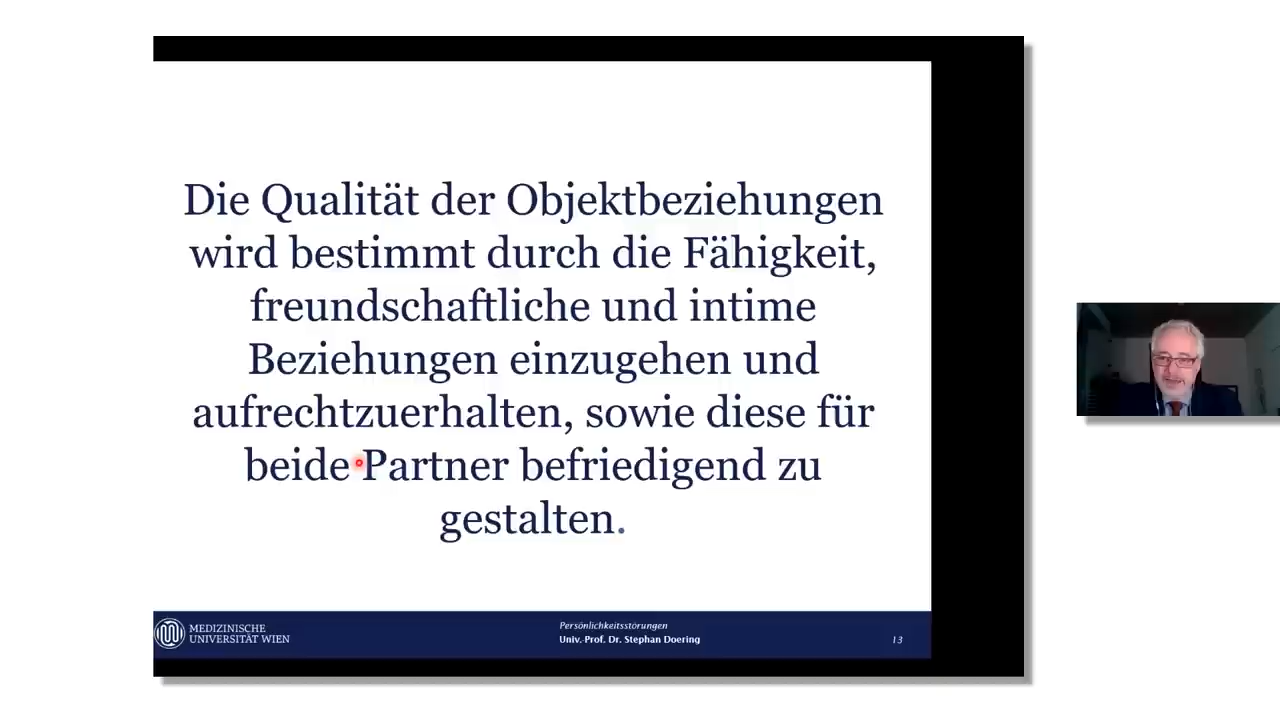 Die Qualität der Objektbeziehungen
wird bestimmt durch die Fähigkeit,
freundschaftliche und intime
Beziehungen einzugehen und
aufrechtzuerhalten, sowie diese für
beide Partner befriedigend zu
gestalten.
MEDIZINISCHE
UNIVERSITÄT WIEN
Persönlichkeitsstörungen
Univ.-Prof. Dr. Stephan Doering
13